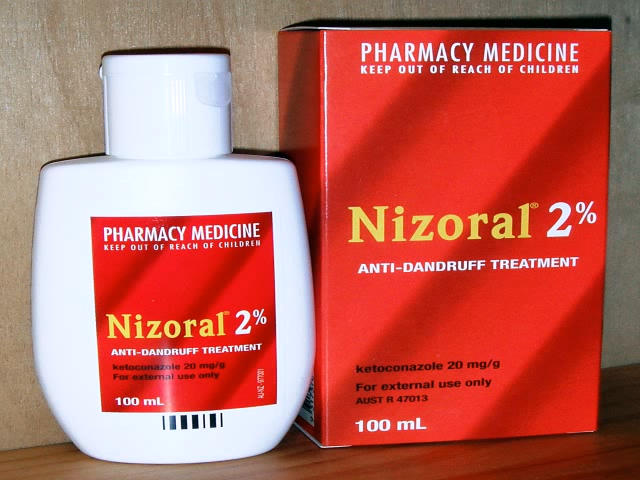 PHARMACY MEDICINE
KEEP OUT OF REACH OF CHILDREN
Nizoral® 2%
ANTI-DANDRUFF TREATMENT
ketoconazole 20 mg/g
For external use only
100 mL
PHARMACY MEDICINE
KEEP OUT OF REACH OF CHILDREN
Nizoral® 2%
ANTI-DANDRUFF TREATMENT
ketoconazole 20 mg/g
For external use only
AUST R 47013
100 mL